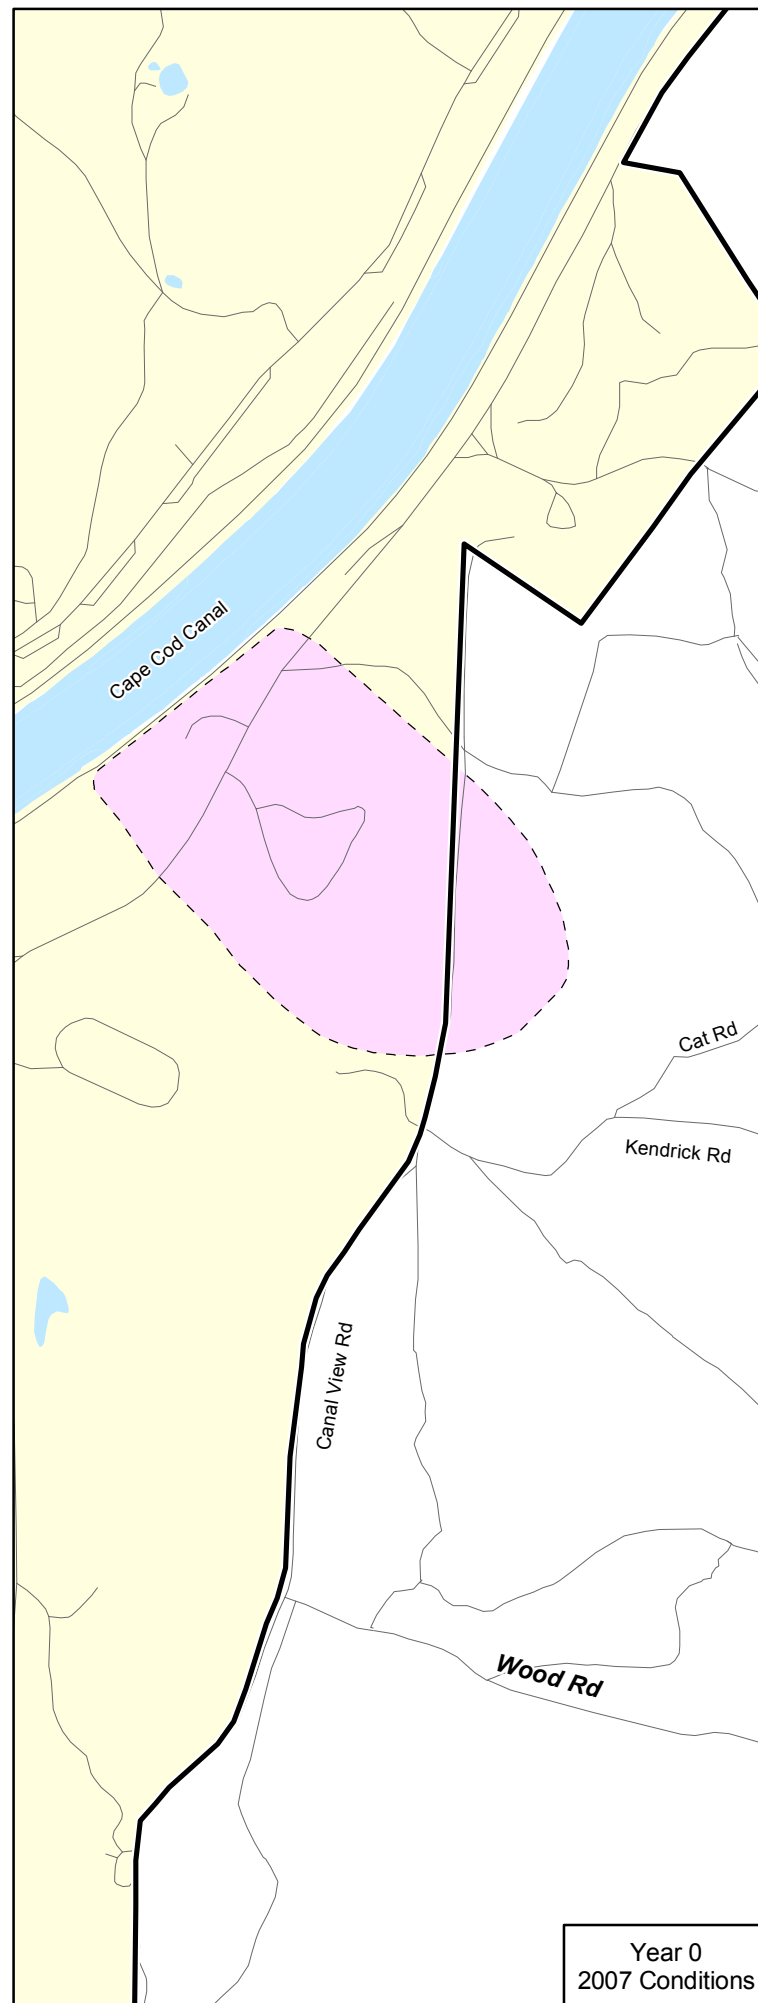 Cape Cod Canal
Cat Rd
Kendrick Rd
Canal View Rd
Wood Rd
Year 0
2007 Conditions